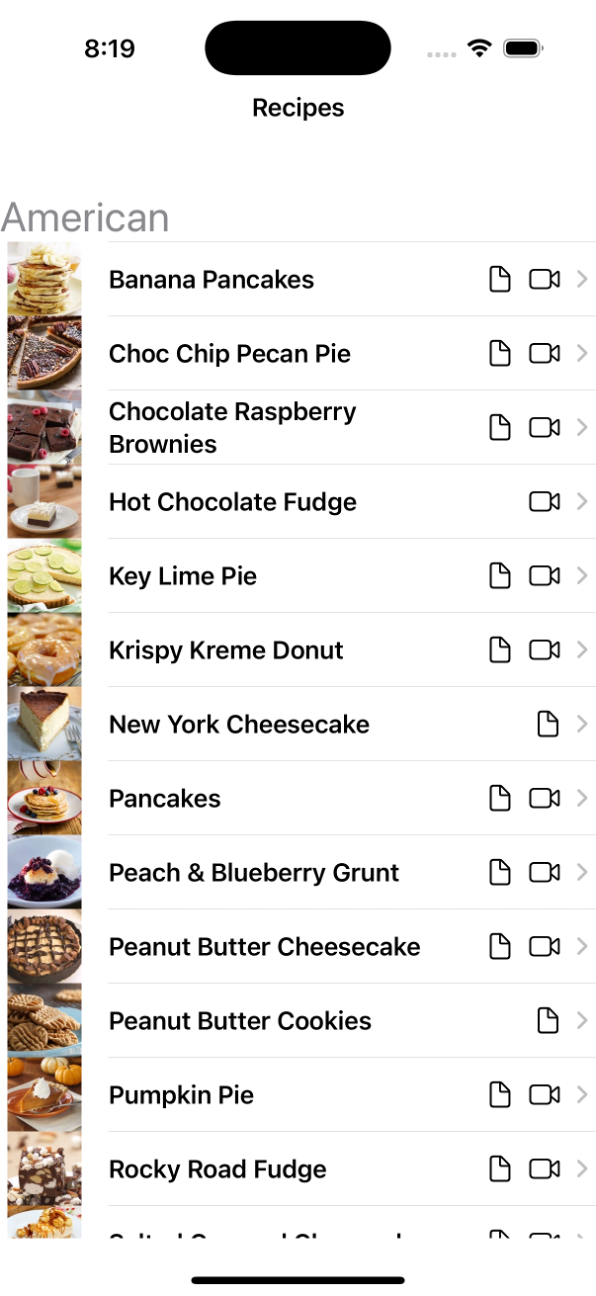 8:19
Recipes
American
Banana Pancakes
Choc Chip Pecan Pie
Chocolate Raspberry
Brownies
Hot Chocolate Fudge
Key Lime Pie
Krispy Kreme Donut
New York Cheesecake
Pancakes
Peach & Blueberry Grunt
Peanut Butter Cheesecake
Peanut Butter Cookies
Pumpkin Pie
Rocky Road Fudge